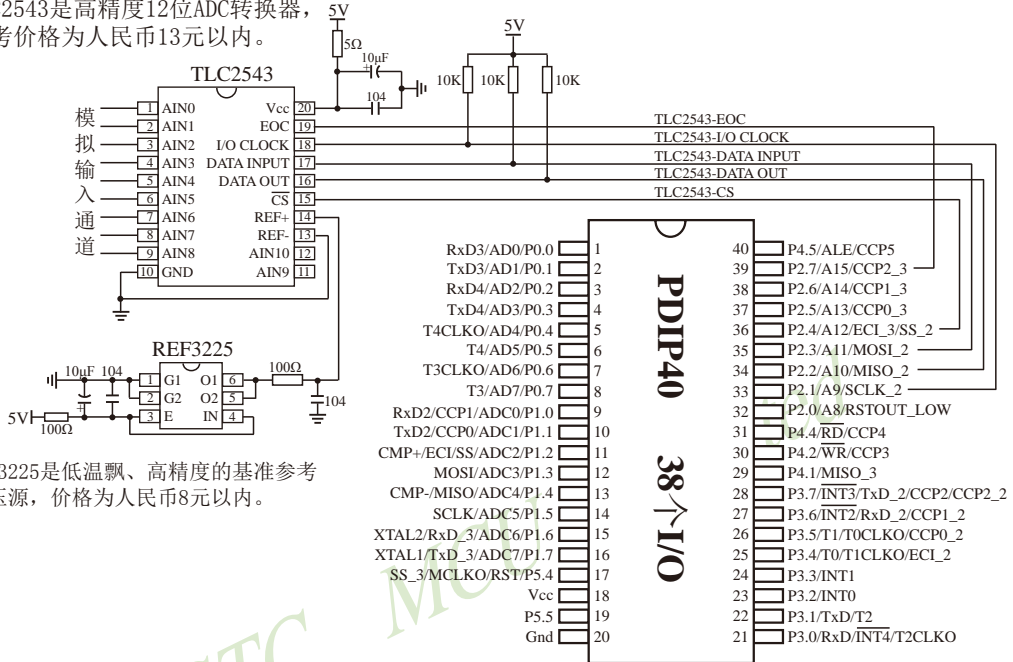 2543是高精度12位ADC转换器，
考价格为人民币13元以内。
5V
5Ω
10μF
+
104
5V
10K
10K
10K
TLC2543
模拟输入通道
1 AIN0
2 AIN1
3 AIN2
4 AIN3
5 AIN4
6 AIN5
7 AIN6
8 AIN7
9 AIN8
10 GND
Vcc 20
EOC 19
I/O CLOCK 18
DATA INPUT 17
DATA OUT 16
CS 15
REF+ 14
REF- 13
AIN10 12
AIN9 11
TLC2543-EOC
TLC2543-I/O CLOCK
TLC2543-DATA INPUT
TLC2543-DATA OUT
TLC2543-CS
REF3225
10μF 104
+
5V
100Ω
1 G1
2 G2
3 E
O1 6
O2 5
IN 4
100Ω
104
3225是低温飘、高精度的基准参考
压源，价格为人民币8元以内。
PDIP40
38个I/O
RxD3/AD0/P0.0 1
TxD3/AD1/P0.1 2
RxD4/AD2/P0.2 3
TxD4/AD3/P0.3 4
T4CLKO/AD4/P0.4 5
T4/AD5/P0.5 6
T3CLKO/AD6/P0.6 7
T3/AD7/P0.7 8
RxD2/CCP1/ADC0/P1.0 9
TxD2/CCP0/ADC1/P1.1 10
CMP+/ECI/SS/ADC2/P1.2 11
MOSI/ADC3/P1.3 12
CMP-/MISO/ADC4/P1.4 13
SCLK/ADC5/P1.5 14
XTAL2/RxD_3/ADC6/P1.6 15
XTAL1/TxD_3/ADC7/P1.7 16
SS_3/MCLKO/RST/P5.4 17
Vcc 18
P5.5 19
Gnd 20
40 P4.5/ALE/CCP5
39 P2.7/A15/CCP2_3
38 P2.6/A14/CCP1_3
37 P2.5/A13/CCP0_3
36 P2.4/A12/ECI_3/SS_2
35 P2.3/A11/MOSI_2
34 P2.2/A10/MISO_2
33 P2.1/A9/SCLK_2
32 P2.0/A8/RSTOUT_LOW
31 P4.4/RD/CCP4
30 P4.2/WR/CCP3
29 P4.1/MISO_3
28 P3.7/INT3/TxD_2/CCP2/CCP2_2
27 P3.6/INT2/RxD_2/CCP1_2
26 P3.5/T1/T0CLKO/CCP0_2
25 P3.4/T0/T1CLKO/ECI_2
24 P3.3/INT1
23 P3.2/INT0
22 P3.1/TxD/T2
21 P3.0/RxD/INT4/T2CLKO
MCU